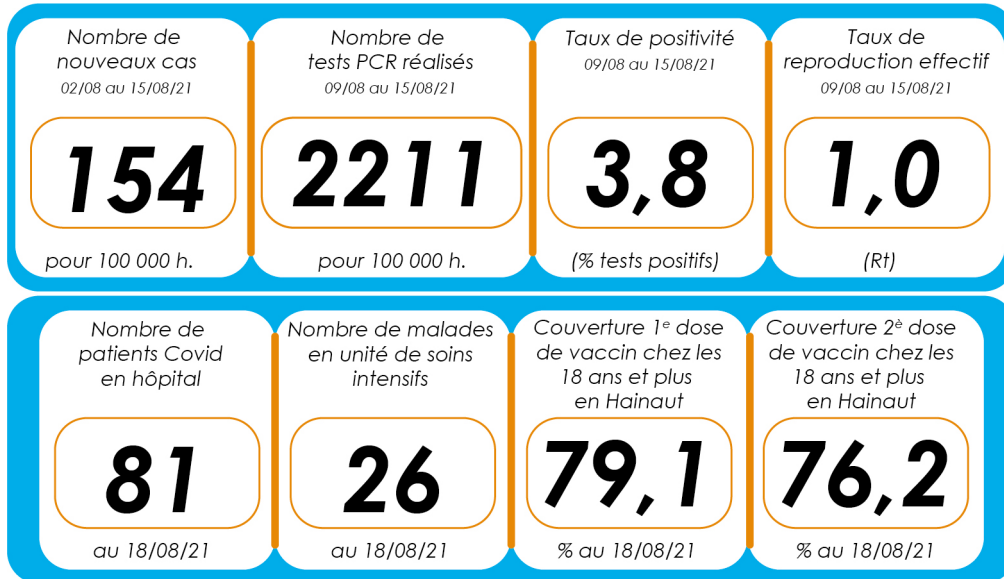 Nombre de
nouveaux cas
02/08 au 15/08/21
154
pour 100 000 h.
Nombre de
tests PCR réalisés
09/08 au 15/08/21
2211
pour 100 000 h.
Taux de positivité
09/08 au 15/08/21
3,8
(% tests positifs)
Taux de
reproduction effectif
09/08 au 15/08/21
1,0
(Rt)
Nombre de
patients Covid
en hôpital
81
au 18/08/21
Nombre de malades
en unité de soins
intensifs
26
au 18/08/21
Couverture 1e dose
de vaccin chez les
18 ans et plus
en Hainaut
79,1
% au 18/08/21
Couverture 2è dose
de vaccin chez les
18 ans et plus
en Hainaut
76,2
% au 18/08/21